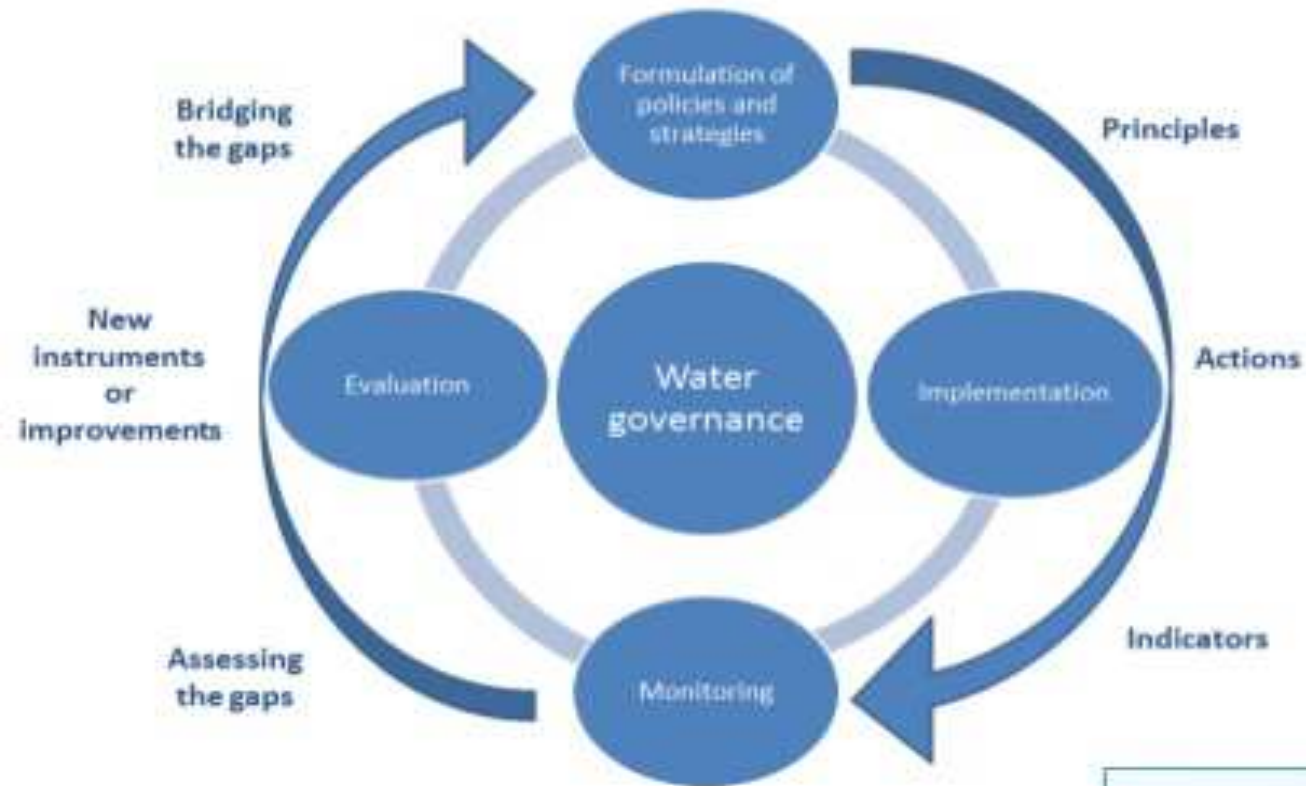 Formulation of
policies and
strategies
Bridging
the gaps
Principles
New
instruments
or
improvements
Evaluation
Water
governance
Implementation
Actions
Assessing
the gaps
Monitoring
Indicators